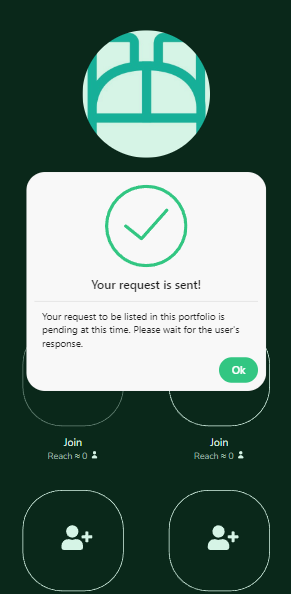 Your request is sent!
Your request to be listed in this portfolio is
pending at this time. Please wait for the user's
response.
Ok
Join
Reach ≈ 0
Join
Reach ≈ 0